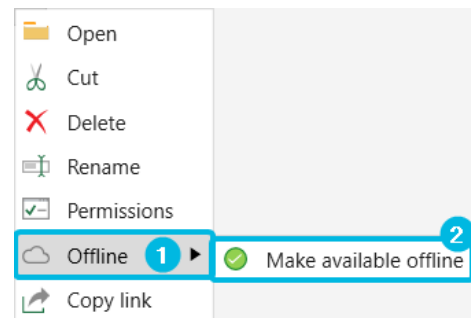 Open
Cut
Delete
Rename
Permissions
Offline 1
2
Make available offline
Copy link